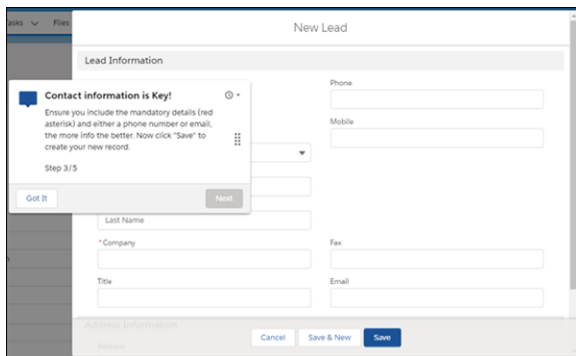 Tasks Files
New Lead
Lead Information
Contact information is Key!
Ensure you include the mandatory details (red
asterisk) and either a phone number or email,
the more info the better. Now click "Save" to
create your new record.
Step 3/5
Got It Next
Phone
Mobile
Last Name
*Company
Fax
Title
Email
Address Information
Address
Cancel Save & New Save